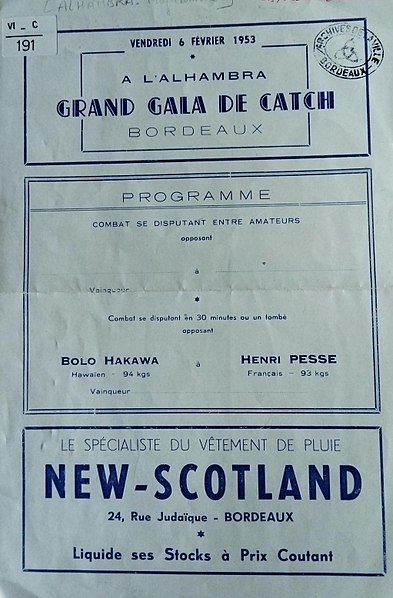 [ALHAMBRA
VI - C
191
ARCHIVES DE LA VILLE
BORDEAUX
VENDREDI 6 FÉVRIER 1953
*
A L'ALHAMBRA
GRAND GALA DE CATCH
BORDEAUX
PROGRAMME
COMBAT SE DISPUTANT ENTRE AMATEURS
opposant
à
Vainqueur
*
Combat se disputant en 30 minutes ou un tombé
opposant
BOLO HAKAWA à HENRI PESSE
Hawaïen - 94 kgs Français - 93 kgs
Vainqueur
LE SPÉCIALISTE DU VÊTEMENT DE PLUIE
NEW-SCOTLAND
24, Rue Judaïque - BORDEAUX
*
Liquide ses Stocks à Prix Coutant